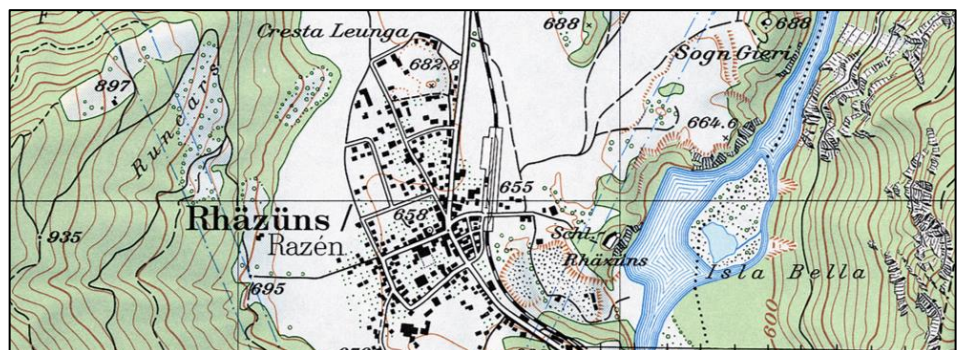 688
688
Cresta Leunga
Sogn Gieri
682.8
897
Runcar
664.6
655
Rhäzüns /
658
Razén
935
Schl.
Rhäzüns
Isla Bella
695
600